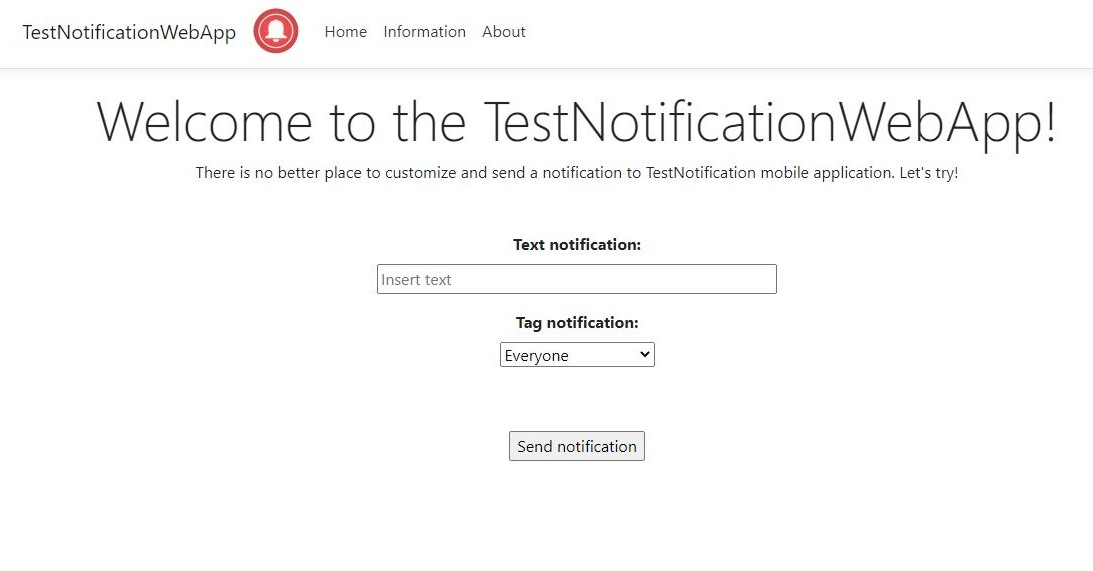 TestNotificationWebApp Home Information About
Welcome to the TestNotificationWebApp!
There is no better place to customize and send a notification to TestNotification mobile application. Let's try!
Text notification:
Insert text
Tag notification:
Everyone
Send notification